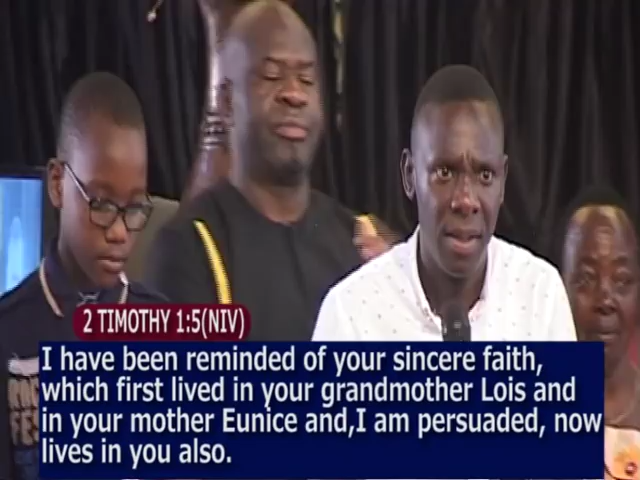 2 TIMOTHY 1:5(NIV)
I have been reminded of your sincere faith,
which first lived in your grandmother Lois and
in your mother Eunice and,I am persuaded, now
lives in you also.